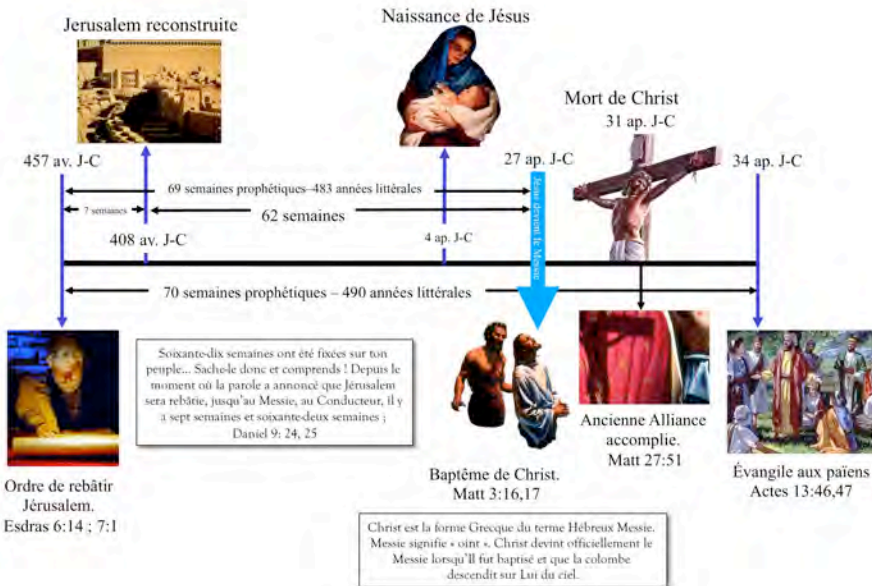 Jerusalem reconstruite
Naissance de Jésus
Mort de Christ
31 ap. J-C
457 av. J-C
27 ap. J-C
34 ap. J-C
69 semaines prophétiques–483 années littérales
7 semaines
62 semaines
Jésus devient le Messie
408 av. J-C
4 ap. J-C
70 semaines prophétiques – 490 années littérales
Soixante-dix semaines ont été fixées sur ton
peuple... Sache-le donc et comprends ! Depuis le
moment où la parole a annoncé que Jérusalem
sera rebâtie, jusqu'au Messie, au Conducteur, il y
a sept semaines et soixante-deux semaines ;
Daniel 9: 24, 25
Ordre de rebâtir
Jérusalem.
Esdras 6:14 ; 7:1
Baptême de Christ.
Matt 3:16,17
Ancienne Alliance
accomplie.
Matt 27:51
Évangile aux païens
Actes 13:46,47
Christ est la forme Grecque du terme Hébreux Messie.
Messie signifie « oint ». Christ devint officiellement le
Messie lorsqu'Il fut baptisé et que la colombe
descendit sur Lui du ciel.